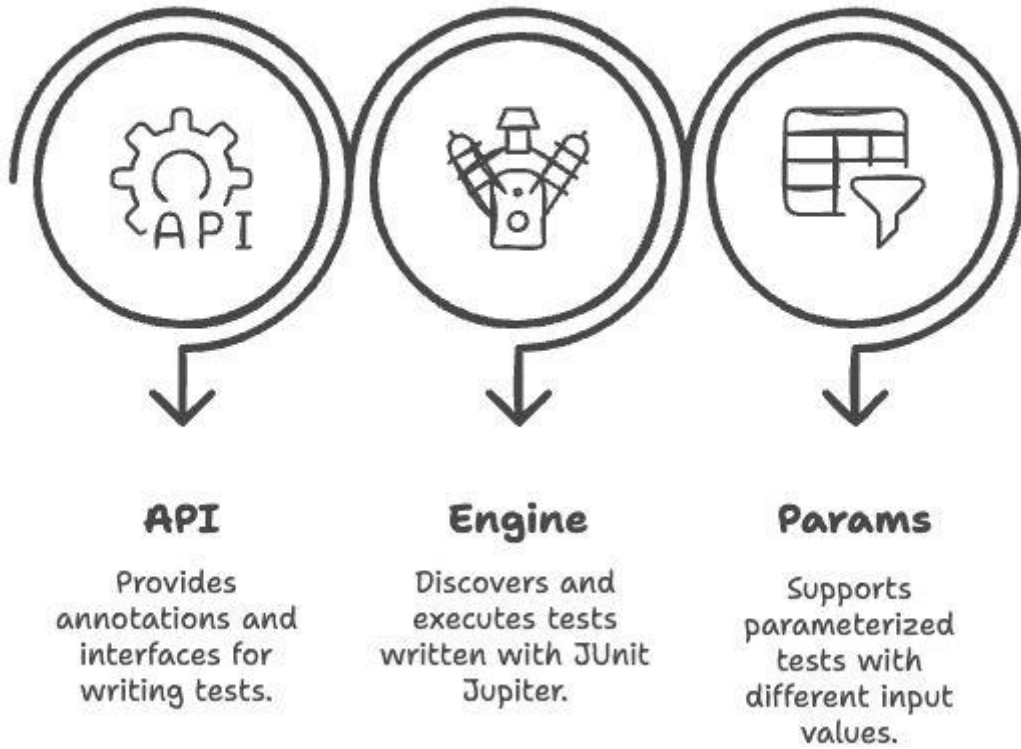 API
API
Provides
annotations and
interfaces for
writing tests.
Engine
Discovers and
executes tests
written with JUnit
Jupiter.
Params
Supports
parameterized
tests with
different input
values.